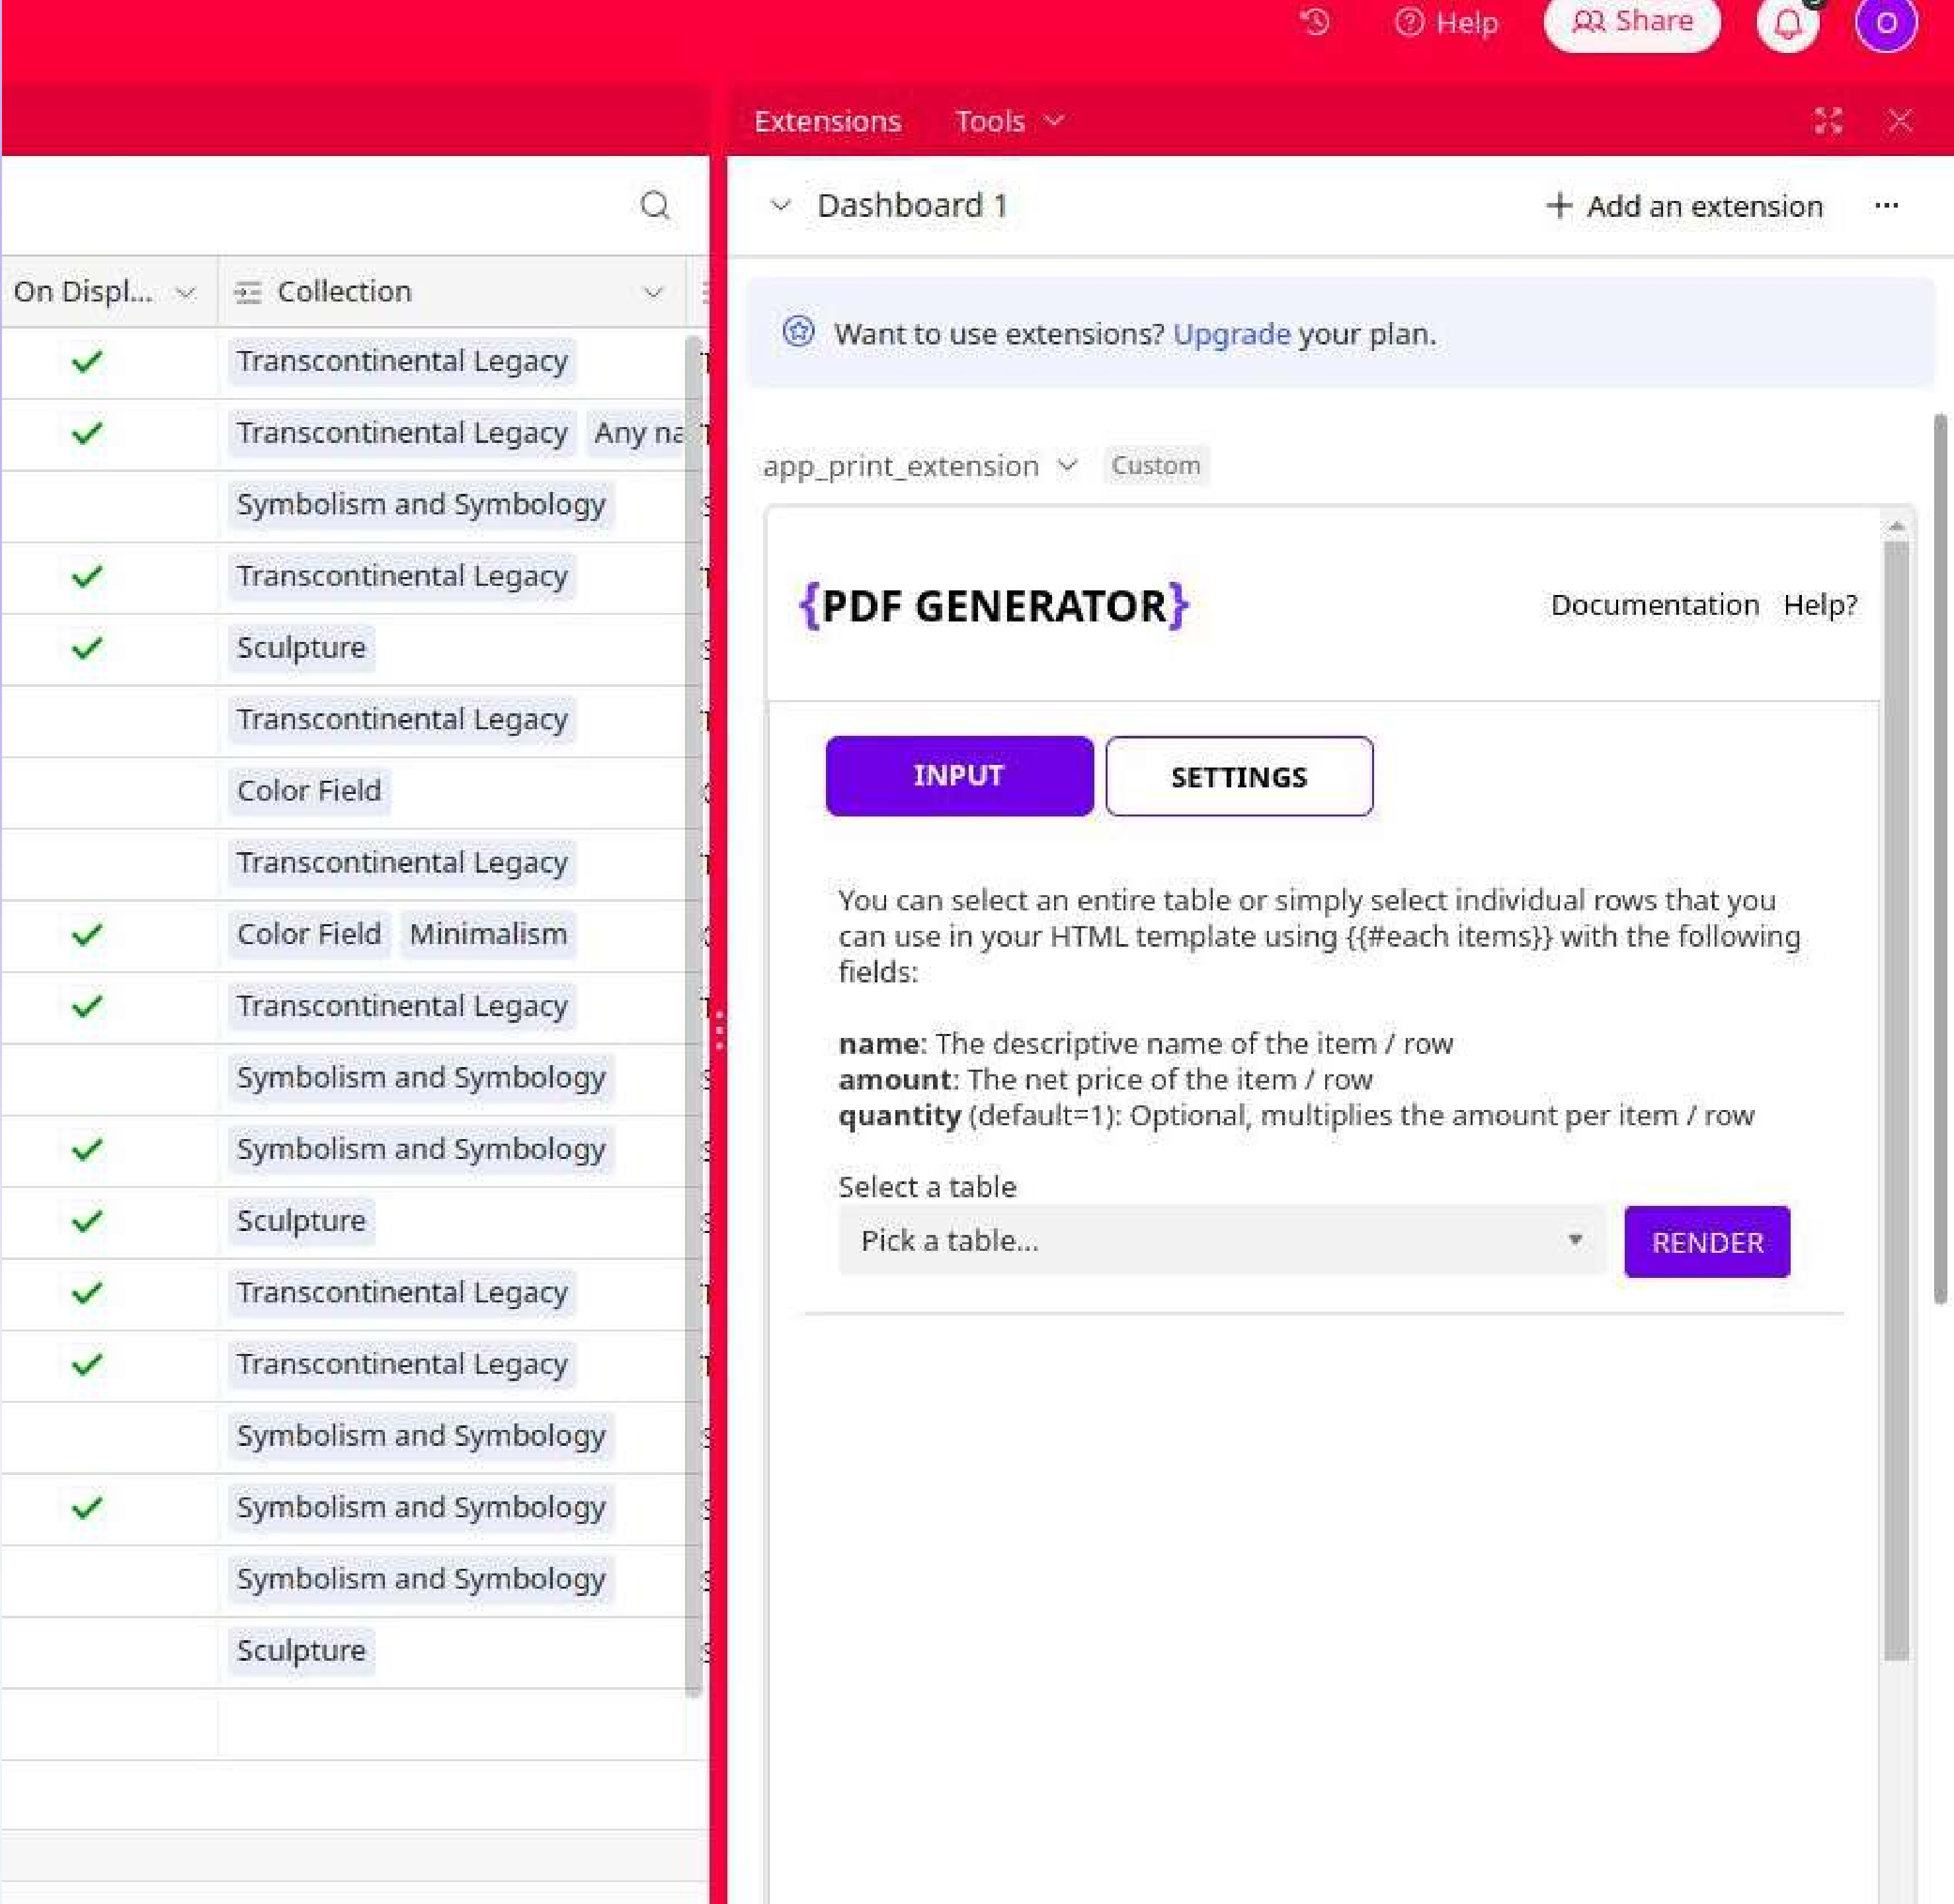 Help
Share
O
Extensions Tools
Dashboard 1
+ Add an extension ...
On Displ... Collection
Want to use extensions? Upgrade your plan.
Transcontinental Legacy
Transcontinental Legacy Any na
Symbolism and Symbology
Transcontinental Legacy
Sculpture
Transcontinental Legacy
Color Field
Transcontinental Legacy
Color Field Minimalism
Transcontinental Legacy
Symbolism and Symbology
Symbolism and Symbology
Sculpture
Transcontinental Legacy
Transcontinental Legacy
Symbolism and Symbology
Symbolism and Symbology
Symbolism and Symbology
Sculpture
app_print_extension Custom
{PDF GENERATOR}
Documentation Help?
INPUT SETTINGS
You can select an entire table or simply select individual rows that you
can use in your HTML template using {{#each items}} with the following
fields:
name: The descriptive name of the item / row
amount: The net price of the item / row
quantity (default=1): Optional, multiplies the amount per item / row
Select a table
Pick a table... RENDER